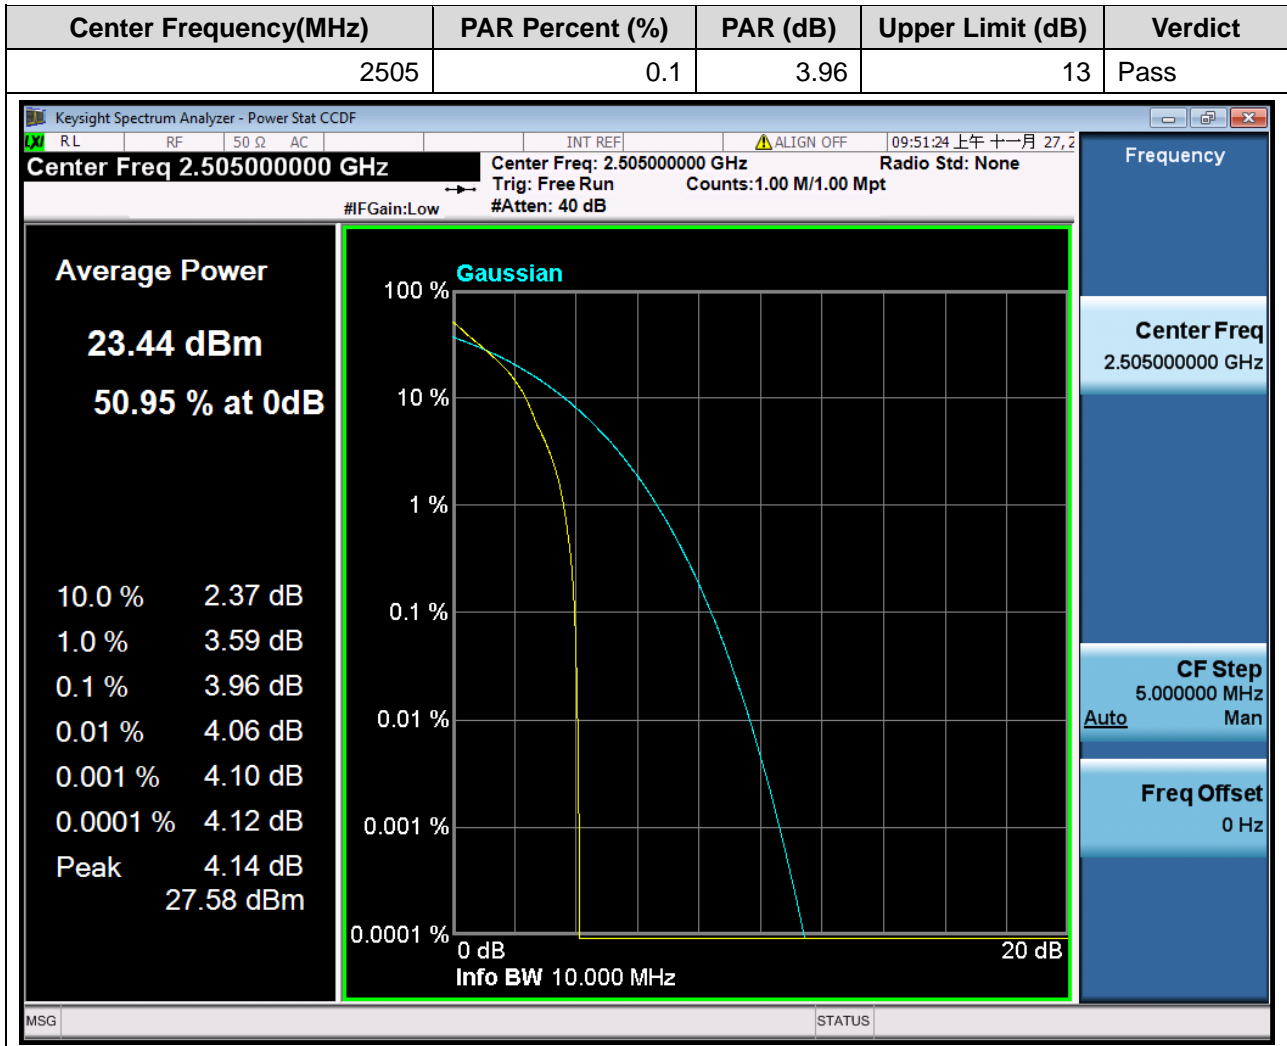 Center Frequency(MHz) PAR Percent (%) PAR (dB) Upper Limit (dB) Verdict
2505 0.1 3.96 13 Pass
Keysight Spectrum Analyzer - Power Stat CCDF
LXI RL RF 50 Ω AC INT REF ALIGN OFF 09:51:24 上午 十一月 27, 2
Center Freq 2.505000000 GHz
#IFGain:Low
Center Freq: 2.505000000 GHz Radio Std: None
Trig: Free Run Counts:1.00 M/1.00 Mpt
#Atten: 40 dB
Average Power
23.44 dBm
50.95 % at 0dB
10.0 % 2.37 dB
1.0 % 3.59 dB
0.1 % 3.96 dB
0.01 % 4.06 dB
0.001 % 4.10 dB
0.0001 % 4.12 dB
Peak 4.14 dB
27.58 dBm
Gaussian
100 %
10 %
1 %
0.1 %
0.01 %
0.001 %
0.0001 %
0 dB 20 dB
Info BW 10.000 MHz
Frequency
Center Freq
2.505000000 GHz
CF Step
5.000000 MHz
Auto Man
Freq Offset
0 Hz
MSG STATUS